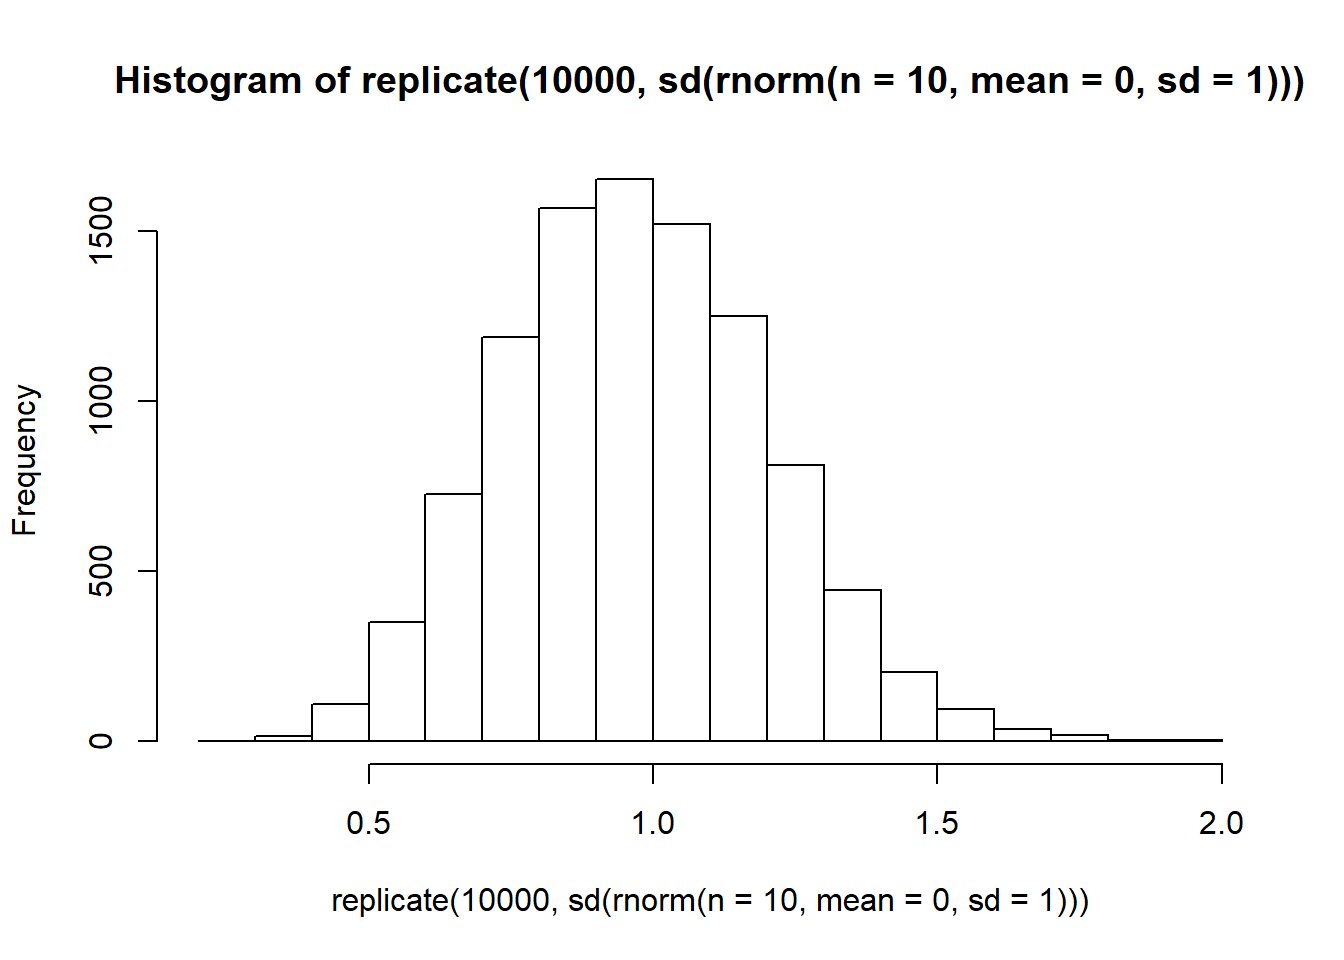 Histogram of replicate(10000, sd(rnorm(n = 10, mean = 0, sd = 1)))
Frequency
1500
1000
500
0
0.5 1.0 1.5 2.0
replicate(10000, sd(rnorm(n = 10, mean = 0, sd = 1)))